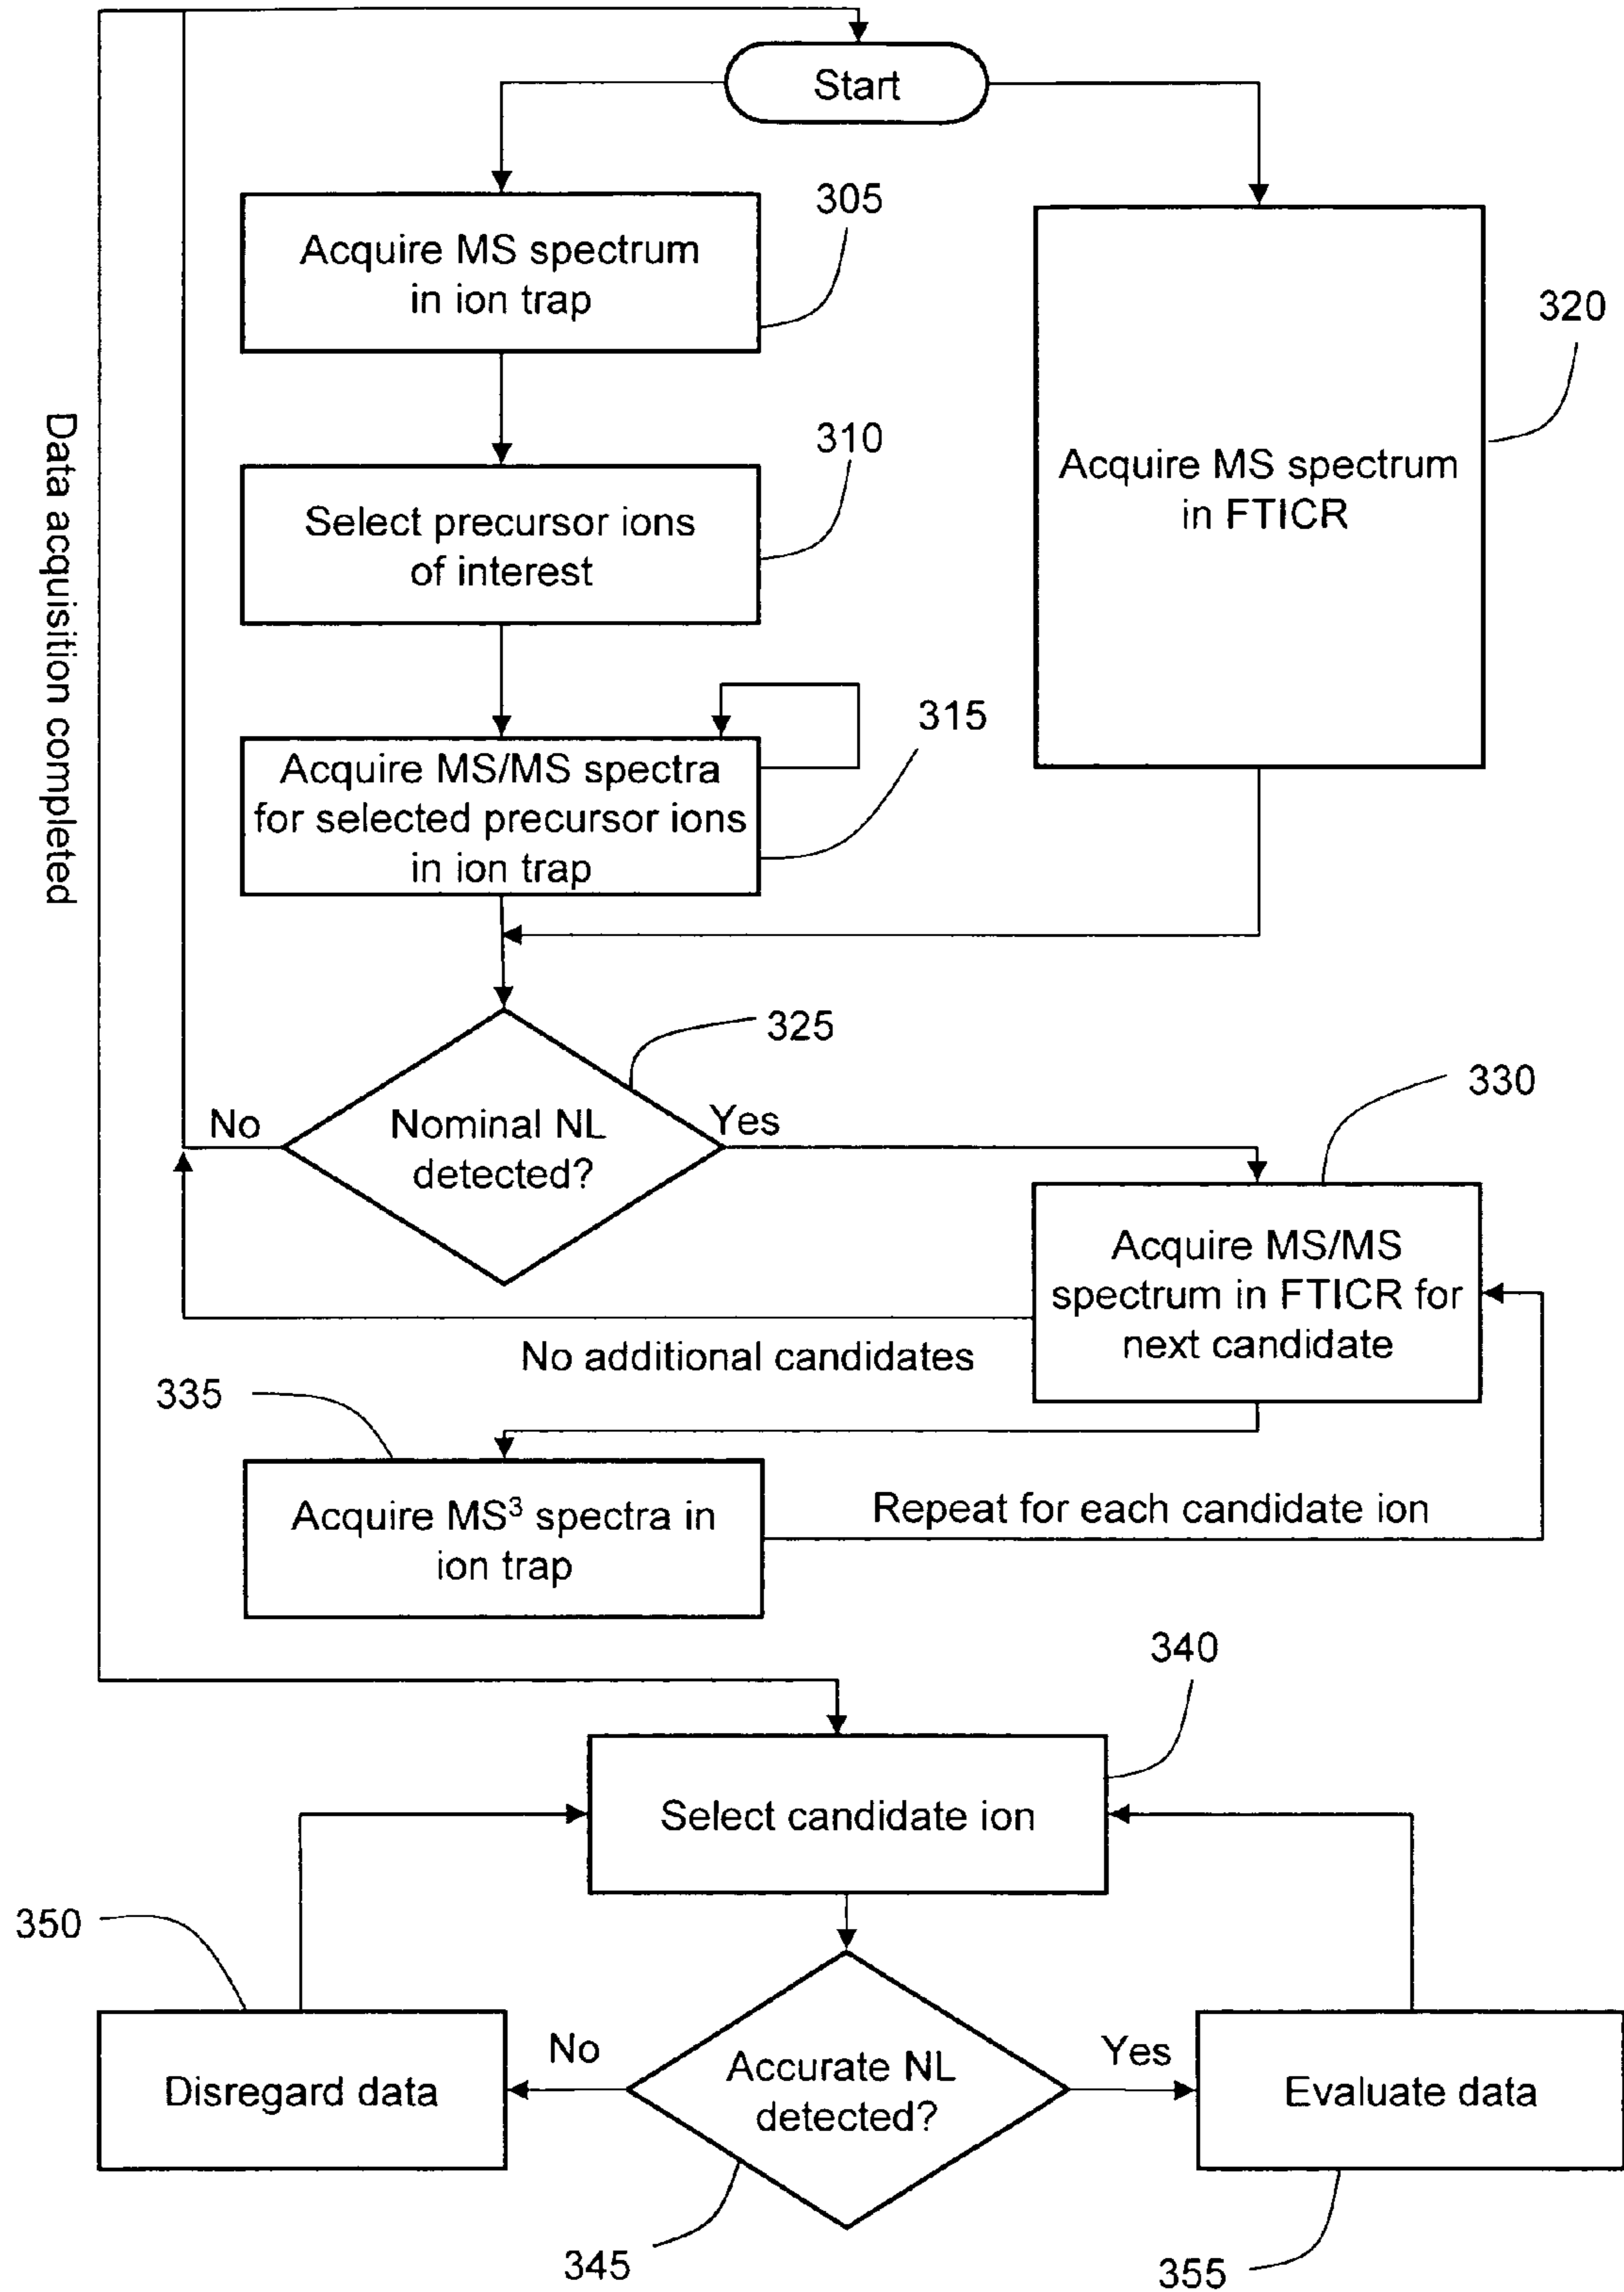 Start
305
Acquire MS spectrum
in ion trap
320
Acquire MS spectrum
in FTICR
310
Select precursor ions
of interest
315
Acquire MS/MS spectra
for selected precursor ions
in ion trap
Data acquisition completed
325
Nominal NL
detected?
No
Yes
330
Acquire MS/MS
spectrum in FTICR for
next candidate
No additional candidates
335
Acquire MS³ spectra in
ion trap
Repeat for each candidate ion
340
Select candidate ion
350
Disregard data
No
Accurate NL
detected?
Yes
Evaluate data
345
355